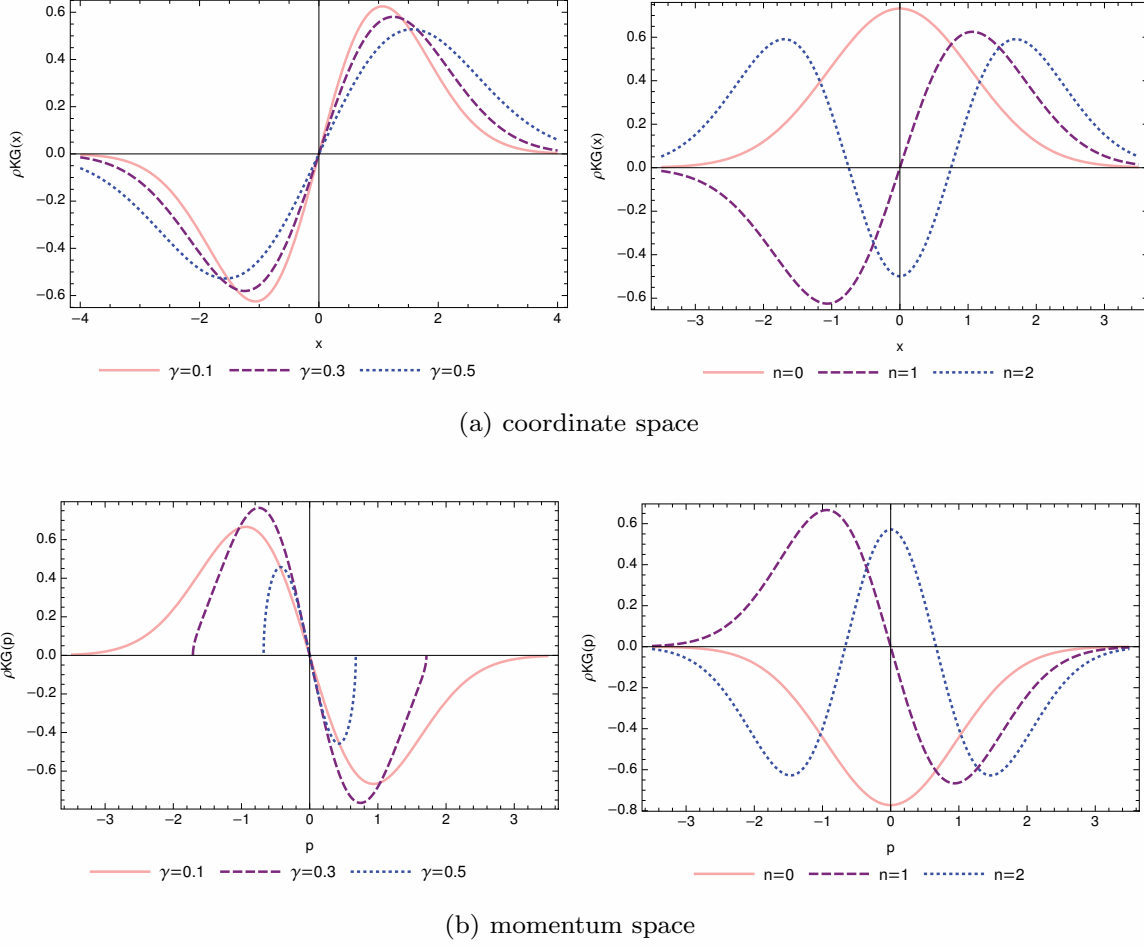 0.6
0.4
0.2
0.0
−0.2
−0.4
−0.6
ρKG(x)
−4 −2 0 2 4
x
γ=0.1 γ=0.3 γ=0.5
0.6
0.4
0.2
0.0
−0.2
−0.4
−0.6
ρKG(x)
−3 −2 −1 0 1 2 3
x
n=0 n=1 n=2
(a) coordinate space
0.6
0.4
0.2
0.0
−0.2
−0.4
−0.6
ρKG(p)
−3 −2 −1 0 1 2 3
p
γ=0.1 γ=0.3 γ=0.5
0.6
0.4
0.2
0.0
−0.2
−0.4
−0.6
−0.8
ρKG(p)
−3 −2 −1 0 1 2 3
p
n=0 n=1 n=2
(b) momentum space